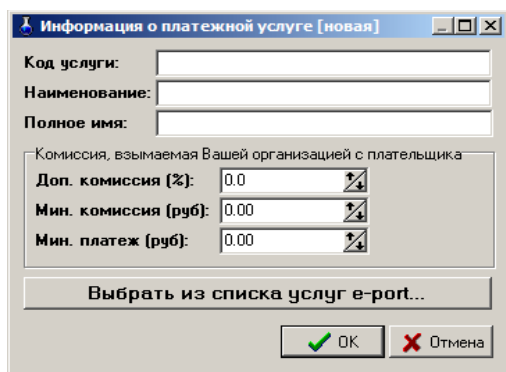 Информация о платежной услуге [новая]
Код услуги:
Наименование:
Полное имя:
Комиссия, взымаемая Вашей организацией с плательщика
Доп. комиссия (%): 0.0
Мин. комиссия (руб): 0.00
Мин. платеж (руб): 0.00
Выбрать из списка услуг e-port...
OK Отмена